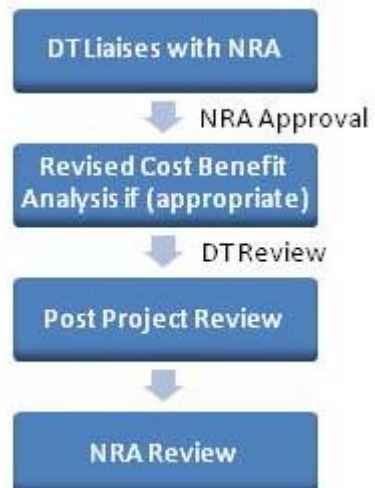 DT Liaises with NRA
NRA Approval
Revised Cost Benefit
Analysis if (appropriate)
DT Review
Post Project Review
NRA Review